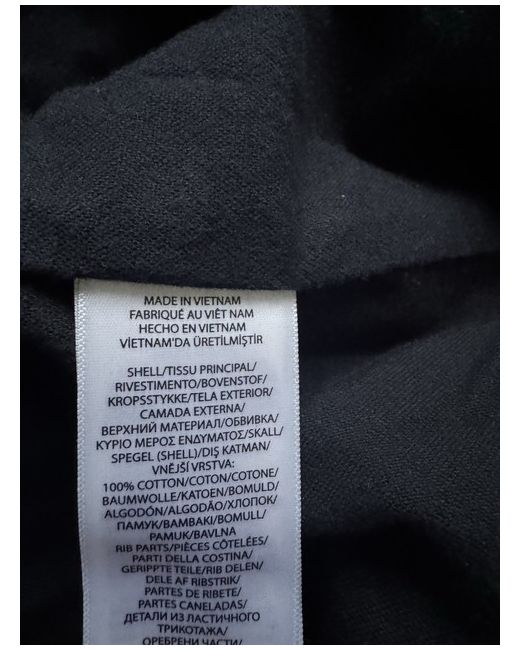 MADE IN VIETNAM
FABRIQUÉ AU VIÊT NAM
HECHO EN VIETNAM
VİETNAM'DA ÜRETİLMİŞTİR
SHELL/TISSU PRINCIPAL/
RIVESTIMENTO/BOVENSTOF/
KROPSSTYKKE/TELA EXTERIOR/
CAMADA EXTERNA/
ВЕРХНИЙ МАТЕРИАЛ/ОБВИВКА/
ΚΥΡΙΟ ΜΕΡΟΣ ΕΝΔΥΜΑΤΟΣ/SKALL/
SPEGEL (SHELL)/DIŞ KATMAN/
VNĚJŠÍ VRSTVA:
100% COTTON/COTON/COTONE/
BAUMWOLLE/KATOEN/BOMULD/
ALGODÓN/ALGODÃO/ХЛОПОК/
ПАМУК/ΒΑΜΒΑΚΙ/BOMULL/
PAMUK/BAVLNA
RIB PARTS/PIÈCES CÔTELÉES/
PARTI DELLA COSTINA/
GERIPPTE TEILE/RIB DELEN/
DELE AF RIBSTRIK/
PARTES DE RIBETE/
PARTES CANELADAS/
ДЕТАЛИ ИЗ ЛАСТИЧНОГО
ТРИКОТАЖА/
ОРЕБРЕНИ ЧАСТИ/